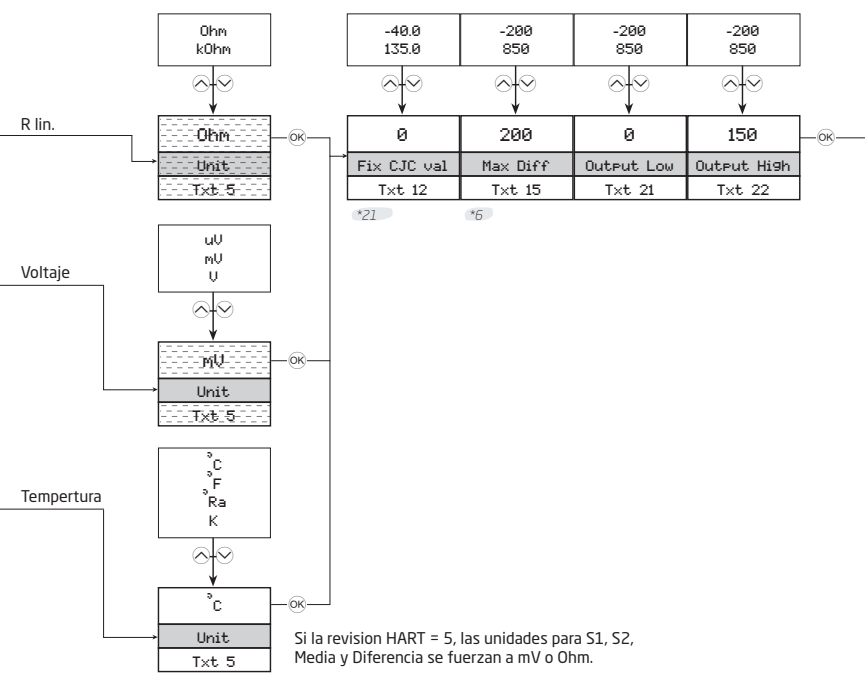 Ohm
kOhm
-40.0
135.0
-200
850
-200
850
-200
850
R lin.
Ohm
OK
Unit
Txt 5
0
Fix CJC val
Txt 12
*21
200
Max Diff
Txt 15
*6
0
Output Low
Txt 21
150
Output High
Txt 22
OK
Voltaje
uV
mV
V
mV
OK
Unit
Txt 5
Tempertura
°C
°F
°Ra
K
°C
OK
Unit
Txt 5
Si la revision HART = 5, las unidades para S1, S2,
Media y Diferencia se fuerzan a mV o Ohm.